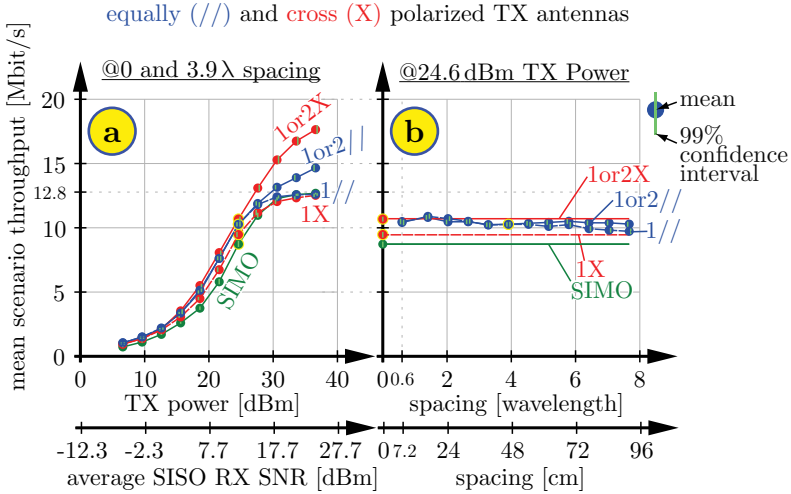 equally (//) and cross (X) polarized TX antennas
@0 and 3.9λ spacing
@24.6dBm TX Power
mean scenario throughput [Mbit/s]
20
15
12.8
10
5
0
a
1or2X
1or2//
1//
1X
SIMO
b
1or2X
1or2//
1//
1X
SIMO
mean
99%
confidence
interval
0 10 20 30 40
TX power [dBm]
0 0.6 2 4 6 8
spacing [wavelength]
-12.3 -2.3 7.7 17.7 27.7
average SISO RX SNR [dBm]
0 7.2 24 48 72 96
spacing [cm]